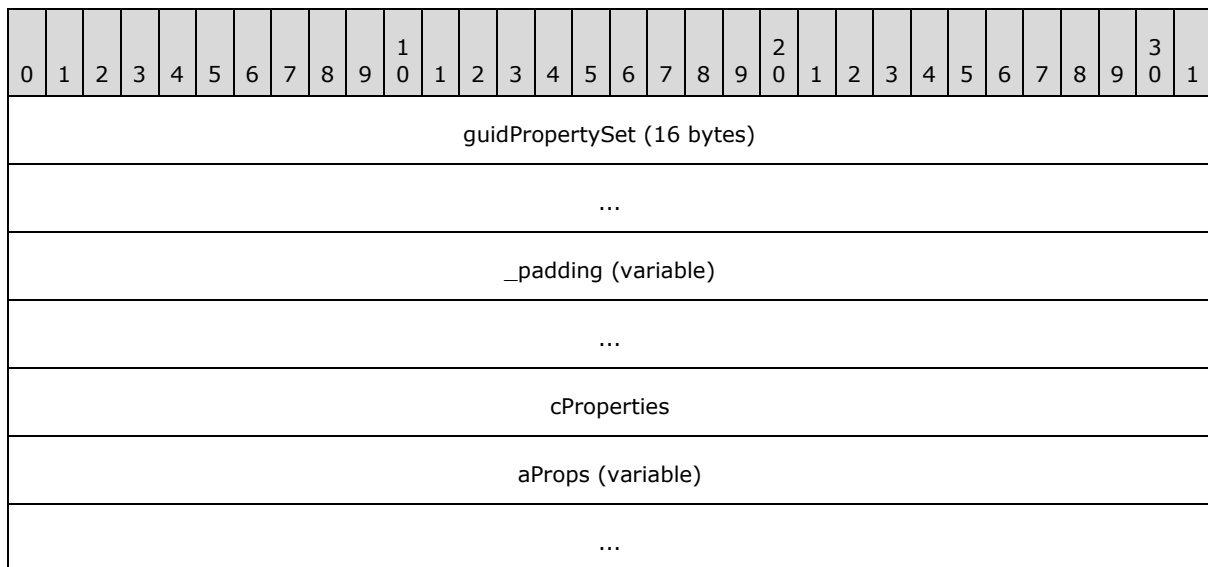 1 2 3
0 1 2 3 4 5 6 7 8 9 0 1 2 3 4 5 6 7 8 9 0 1 2 3 4 5 6 7 8 9 0 1
guidPropertySet (16 bytes)
...
_padding (variable)
...
cProperties
aProps (variable)
...